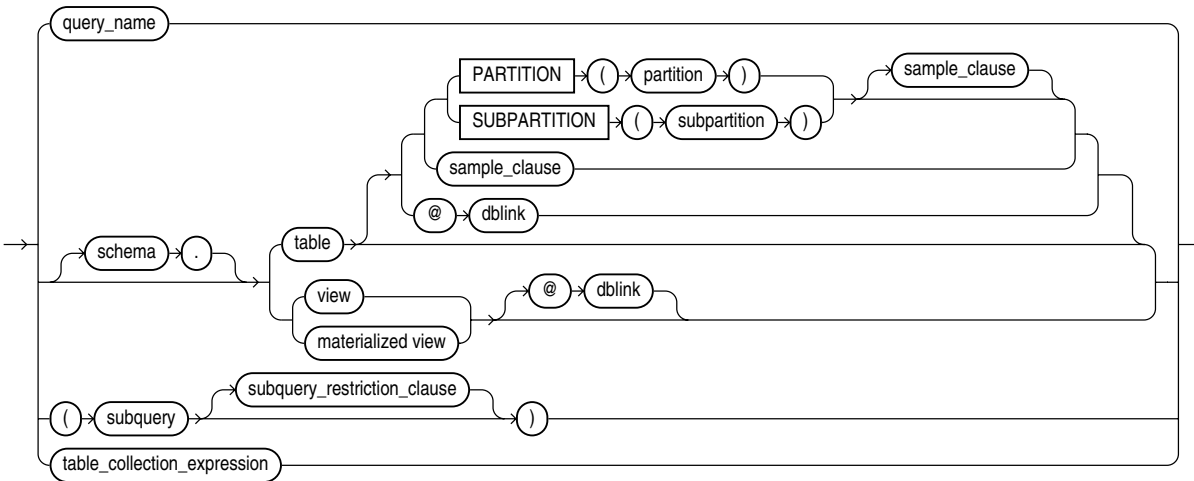 query_name
PARTITION ( partition ) sample_clause
SUBPARTITION ( subpartition )
sample_clause
@ dblink
schema . table
view @ dblink
materialized view
subquery_restriction_clause
( subquery )
table_collection_expression